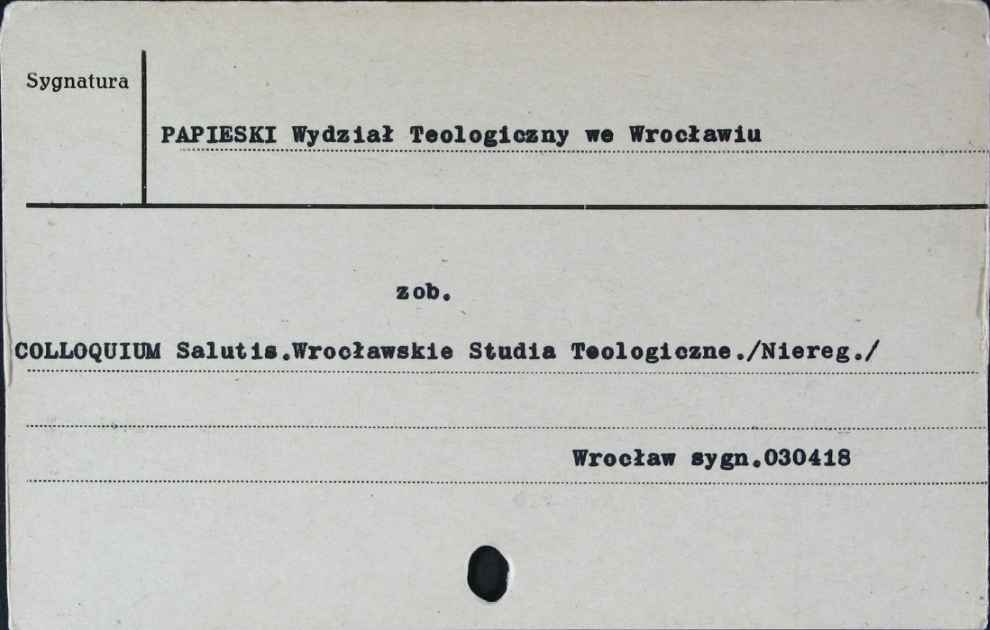 Sygnatura
PAPIESKI Wydział Teologiczny we Wrocławiu
zob.
COLLOQUIUM Salutis.Wrocławskie Studia Teologiczne./Niereg./
Wrocław sygn.030418